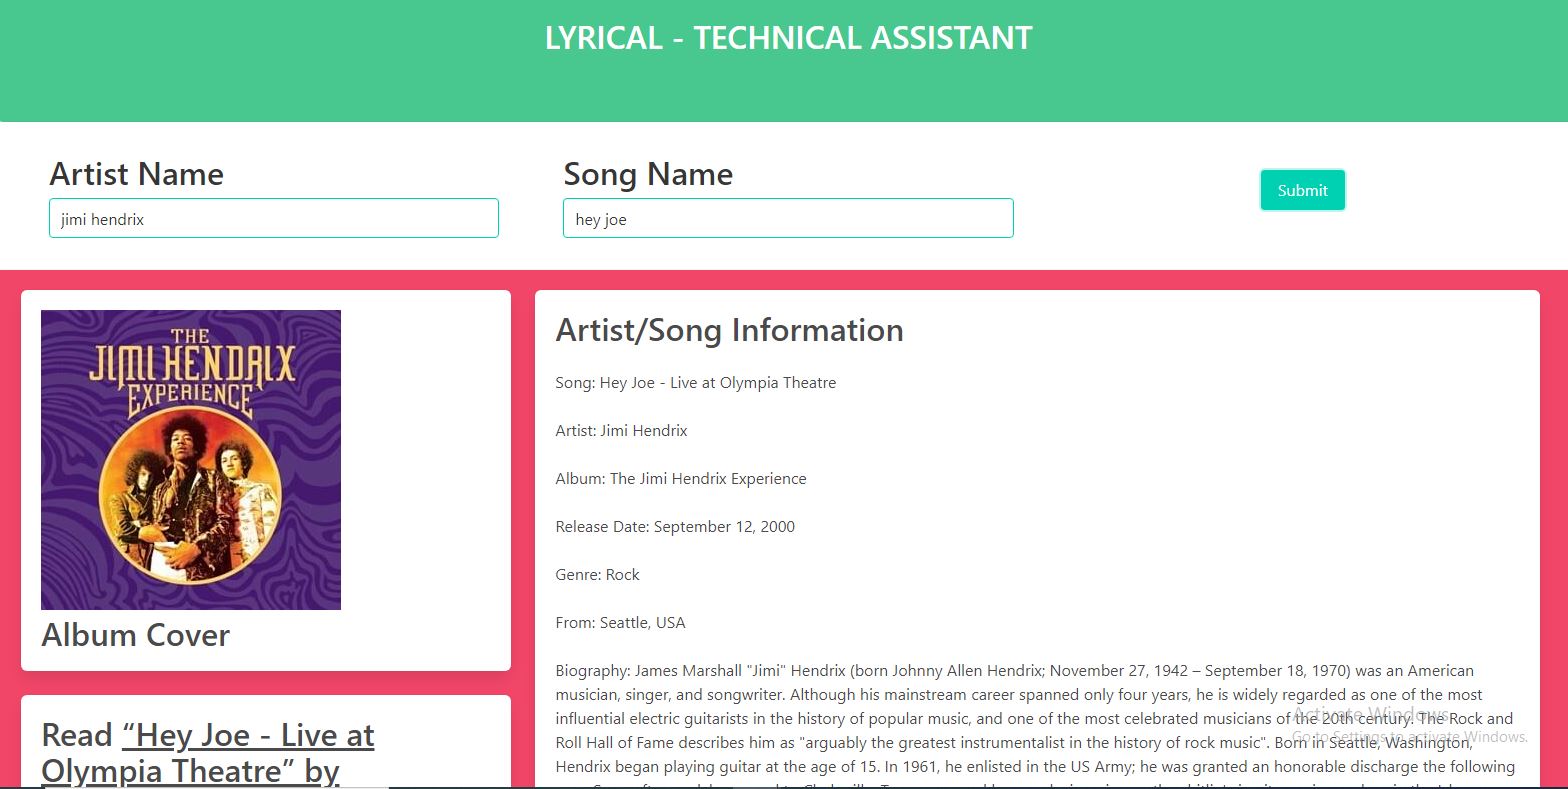 LYRICAL - TECHNICAL ASSISTANT
Artist Name
jimi hendrix
Song Name
hey joe
Submit
THE
JIMI HENDRIX
EXPERIENCE
Album Cover
Read “Hey Joe - Live at
Olympia Theatre” by
Artist/Song Information
Song: Hey Joe - Live at Olympia Theatre
Artist: Jimi Hendrix
Album: The Jimi Hendrix Experience
Release Date: September 12, 2000
Genre: Rock
From: Seattle, USA
Biography: James Marshall "Jimi" Hendrix (born Johnny Allen Hendrix; November 27, 1942 – September 18, 1970) was an American
musician, singer, and songwriter. Although his mainstream career spanned only four years, he is widely regarded as one of the most
influential electric guitarists in the history of popular music, and one of the most celebrated musicians of the 20th century. The Rock and
Roll Hall of Fame describes him as "arguably the greatest instrumentalist in the history of rock music". Born in Seattle, Washington,
Hendrix began playing guitar at the age of 15. In 1961, he enlisted in the US Army; he was granted an honorable discharge the following
Activate Windows
Go to Settings to activate Windows.